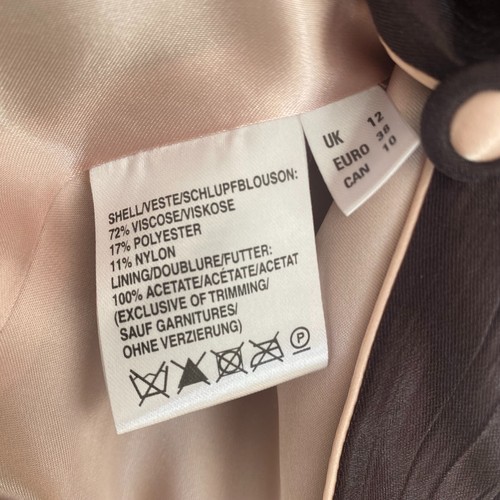 SHELL/VESTE/SCHLUPFBLOUSON:
72% VISCOSE/VISKOSE
17% POLYESTER
11% NYLON
LINING/DOUBLURE/FUTTER:
100% ACETATE/ACÉTATE/ACETAT
(EXCLUSIVE OF TRIMMING/
SAUF GARNITURES/
OHNE VERZIERUNG)
P
UK 12
EURO 38
CAN 10